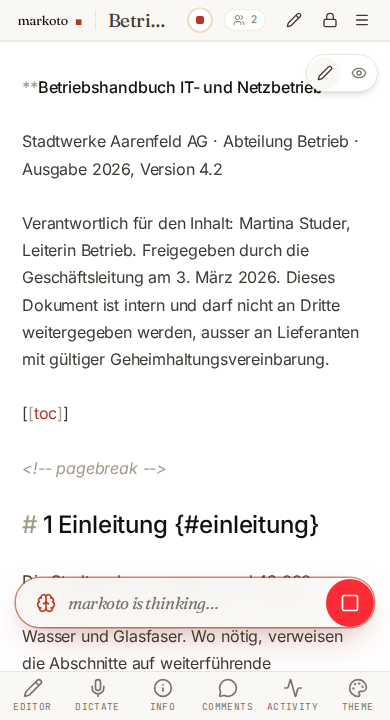 markoto
Betri...
2
**Betriebshandbuch IT- und Netzbetrieb
Stadtwerke Aarenfeld AG · Abteilung Betrieb ·
Ausgabe 2026, Version 4.2
Verantwortlich für den Inhalt: Martina Studer,
Leiterin Betrieb. Freigegeben durch die
Geschäftsleitung am 3. März 2026. Dieses
Dokument ist intern und darf nicht an Dritte
weitergegeben werden, ausser an Lieferanten
mit gültiger Geheimhaltungsvereinbarung.
[[toc]]
<!-- pagebreak -->
# 1 Einleitung {#einleitung}
markoto is thinking...
Wasser und Glasfaser. Wo nötig, verweisen
die Abschnitte auf weiterführende
EDITOR
DICTATE
INFO
COMMENTS
ACTIVITY
THEME